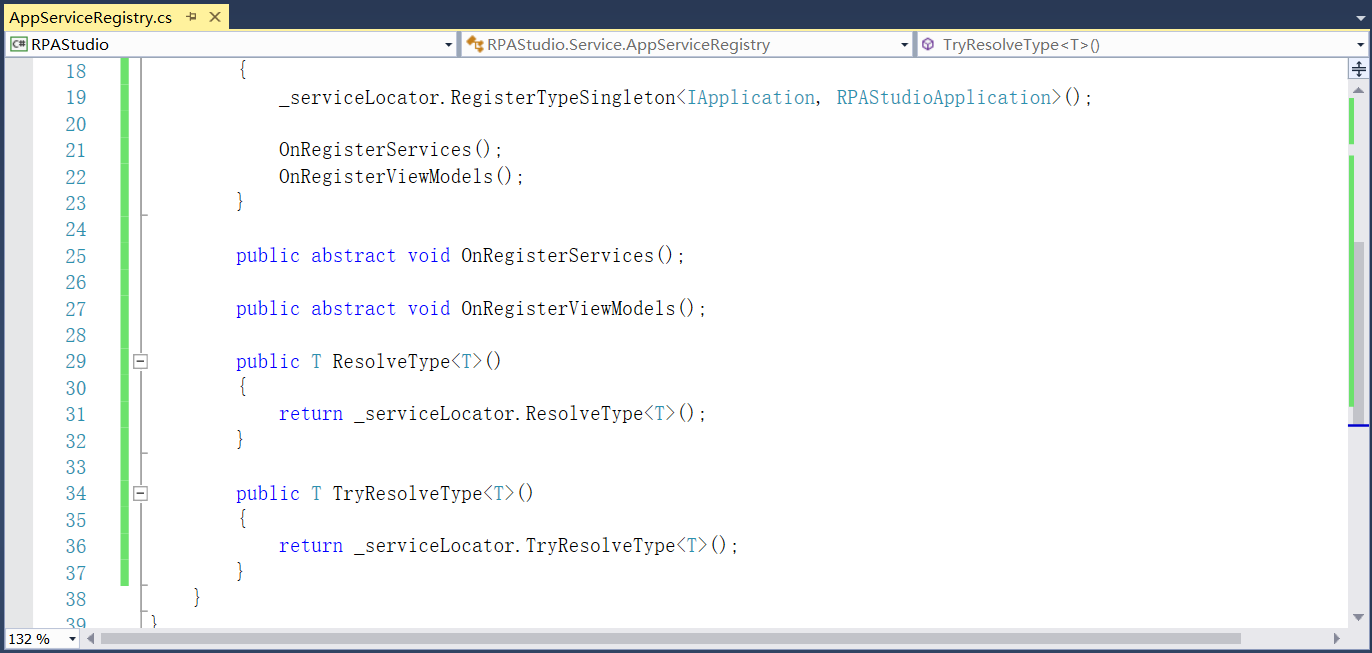 AppServiceRegistry.cs
C# RPAStudio
RPAStudio.Service.AppServiceRegistry
TryResolveType<T>()
18 {
19 _serviceLocator.RegisterTypeSingleton<IApplication, RPAStudioApplication>();
20
21 OnRegisterServices();
22 OnRegisterViewModels();
23 }
24
25 public abstract void OnRegisterServices();
26
27 public abstract void OnRegisterViewModels();
28
29 public T ResolveType<T>()
30 {
31 return _serviceLocator.ResolveType<T>();
32 }
33
34 public T TryResolveType<T>()
35 {
36 return _serviceLocator.TryResolveType<T>();
37 }
38 }
39 }
132 %